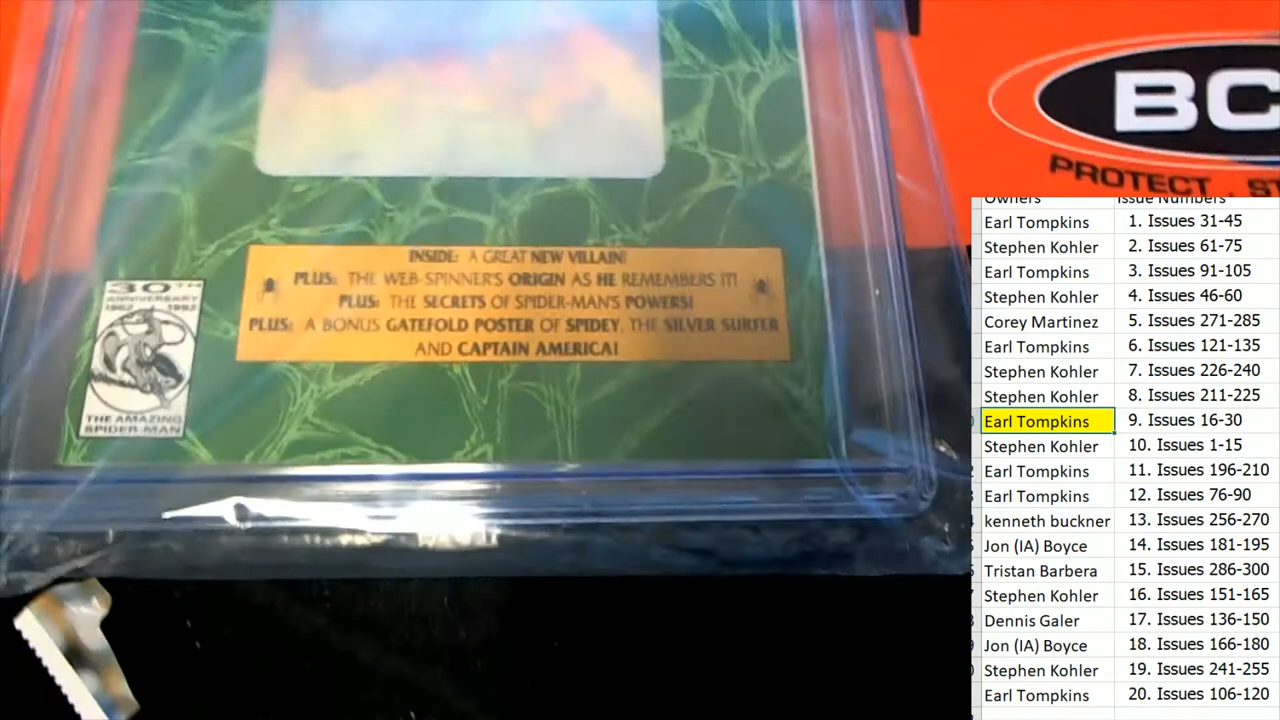 BC
PROTECT . ST
INSIDE: A GREAT NEW VILLAIN!
PLUS: THE WEB-SPINNER'S ORIGIN AS HE REMEMBERS IT!
PLUS: THE SECRETS OF SPIDER-MAN'S POWERS!
PLUS: A BONUS GATEFOLD POSTER OF SPIDEY, THE SILVER SURFER
AND CAPTAIN AMERICA!
30TH
ANNIVERSARY
1962 1992
THE AMAZING
SPIDER-MAN
Owners Issue Numbers
Earl Tompkins 1. Issues 31-45
Stephen Kohler 2. Issues 61-75
Earl Tompkins 3. Issues 91-105
Stephen Kohler 4. Issues 46-60
Corey Martinez 5. Issues 271-285
Earl Tompkins 6. Issues 121-135
Stephen Kohler 7. Issues 226-240
Stephen Kohler 8. Issues 211-225
Earl Tompkins 9. Issues 16-30
Stephen Kohler 10. Issues 1-15
Earl Tompkins 11. Issues 196-210
Earl Tompkins 12. Issues 76-90
kenneth buckner 13. Issues 256-270
Jon (IA) Boyce 14. Issues 181-195
Tristan Barbera 15. Issues 286-300
Stephen Kohler 16. Issues 151-165
Dennis Galer 17. Issues 136-150
Jon (IA) Boyce 18. Issues 166-180
Stephen Kohler 19. Issues 241-255
Earl Tompkins 20. Issues 106-120